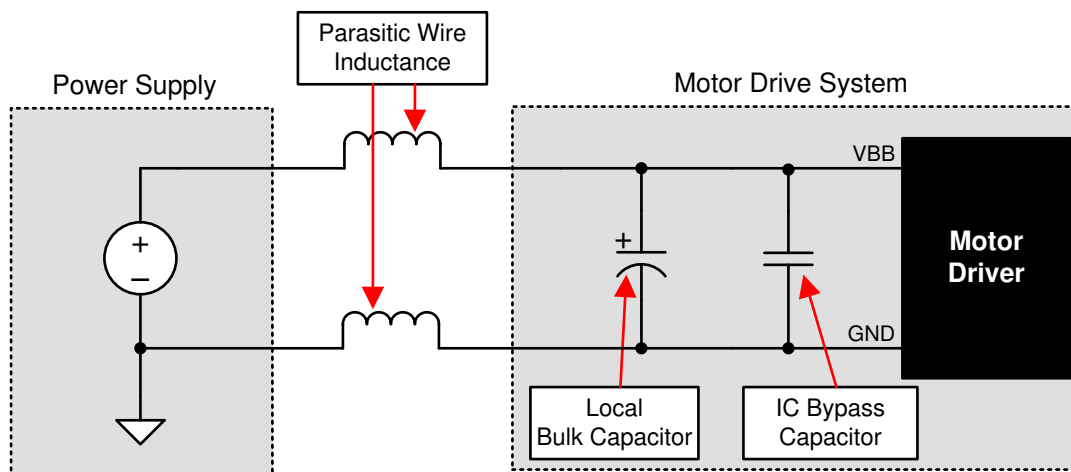 Parasitic Wire
Inductance
Power Supply
Motor Drive System
VBB
+
–
+
Motor
Driver
GND
Local
Bulk Capacitor
IC Bypass
Capacitor